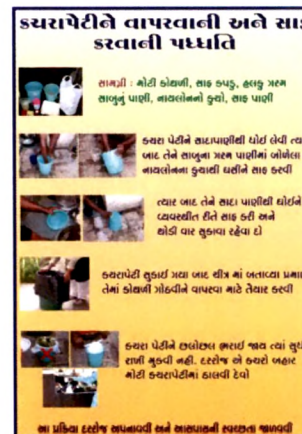 કચરાપેટીને વાપરવાની અને સાફ
કરવાની પધ્ધતિ
સામગ્રી : મોટી કોથળી, સાફ કપડુ, હલકુ ગરમ
સાબુનું પાણી, નાયલોનનો કુચો, સાફ પાણી
કચરા પેટીને સાદાપાણીથી ધોઈ લેવી ત્યા
બાદ તેને સાબુના ગરમ પાણીમાં બોળેલા
નાયલોનના કુચાથી ઘસીને સાફ કરવી
ત્યાર બાદ તેને સાદા પાણીથી ધોઈને
વ્યવસ્થીત રીતે સાફ કરી અને
થોડી વાર સુકાવા રહેવા દો
કચરાપેટી સુકાઈ ગયા બાદ ચીત્ર માં બતાવ્યા પ્રમા
તેમાં કોથળી ગોઠવીને વાપરવા માટે તૈયાર કરવી
કચરા પેટીને છલોછલ ભરાઈ જાય ત્યાં સુધ
રાખી મુકવી નહી. દરરોજ એ કચરો બહાર
મોટી કચરાપેટીમાં ઠાલવી દેવો
આ પ્રક્રિયા દરરોજ અપનાવવી અને આસપાસની સ્વચ્છતા જાળવવી